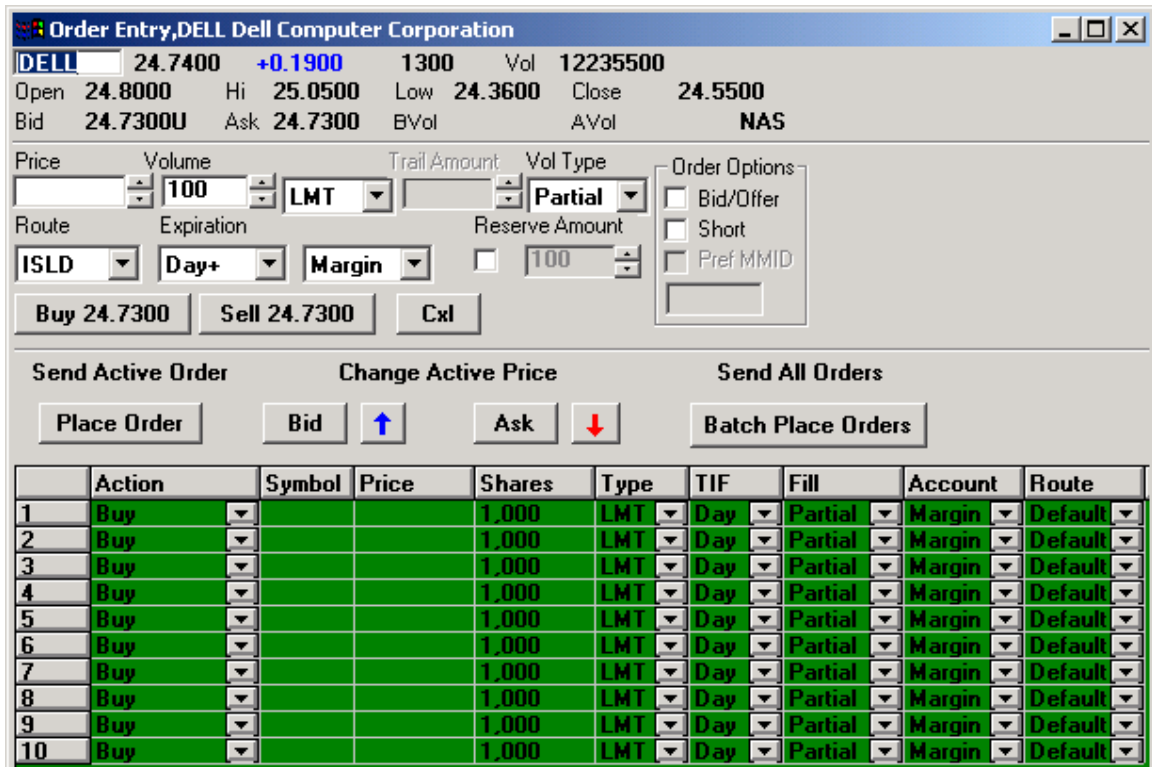 Order Entry,DELL Dell Computer Corporation
DELL 24.7400 +0.1900 1300 Vol 12235500
Open 24.8000 Hi 25.0500 Low 24.3600 Close 24.5500
Bid 24.7300U Ask 24.7300 BVol AVol NAS
Price Volume Trail Amount Vol Type Order Options
100 LMT Partial Bid/Offer
Route Expiration Reserve Amount Short
ISLD Day+ Margin 100 Pref MMID
Buy 24.7300 Sell 24.7300 Cxl
Send Active Order Change Active Price Send All Orders
Place Order Bid Ask Batch Place Orders
Action Symbol Price Shares Type TIF Fill Account Route
1 Buy 1,000 LMT Day Partial Margin Default
2 Buy 1,000 LMT Day Partial Margin Default
3 Buy 1,000 LMT Day Partial Margin Default
4 Buy 1,000 LMT Day Partial Margin Default
5 Buy 1,000 LMT Day Partial Margin Default
6 Buy 1,000 LMT Day Partial Margin Default
7 Buy 1,000 LMT Day Partial Margin Default
8 Buy 1,000 LMT Day Partial Margin Default
9 Buy 1,000 LMT Day Partial Margin Default
10 Buy 1,000 LMT Day Partial Margin Default